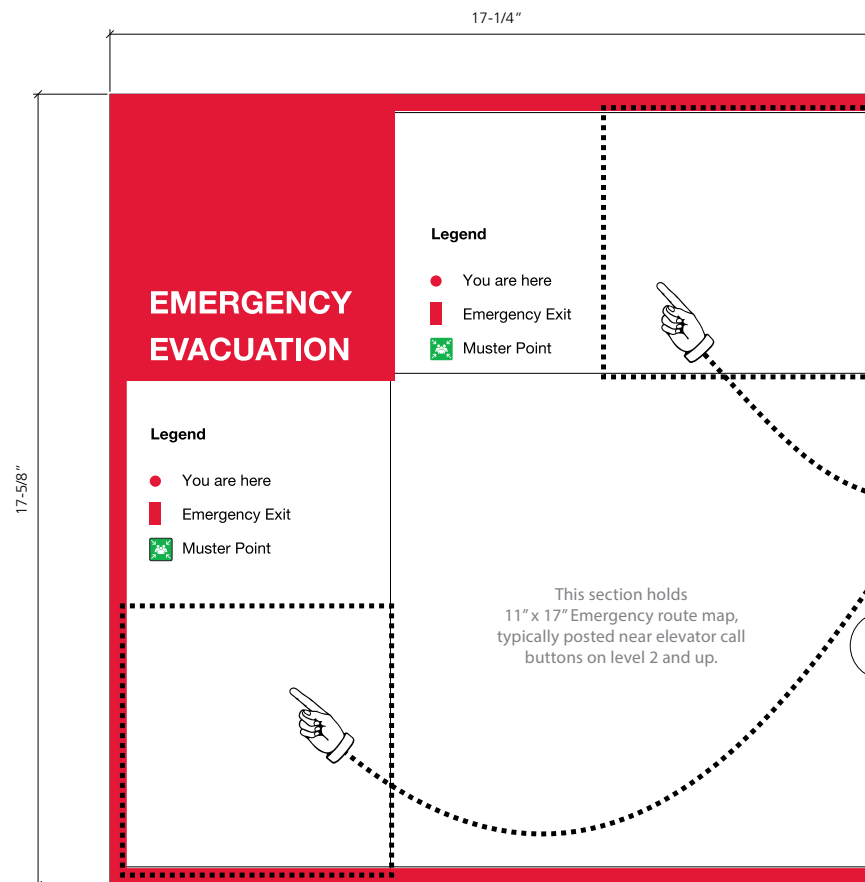 17-1/4”
17-5/8”
EMERGENCY
EVACUATION
Legend
You are here
Emergency Exit
Muster Point
Legend
You are here
Emergency Exit
Muster Point
This section holds
11” x 17” Emergency route map,
typically posted near elevator call
buttons on level 2 and up.